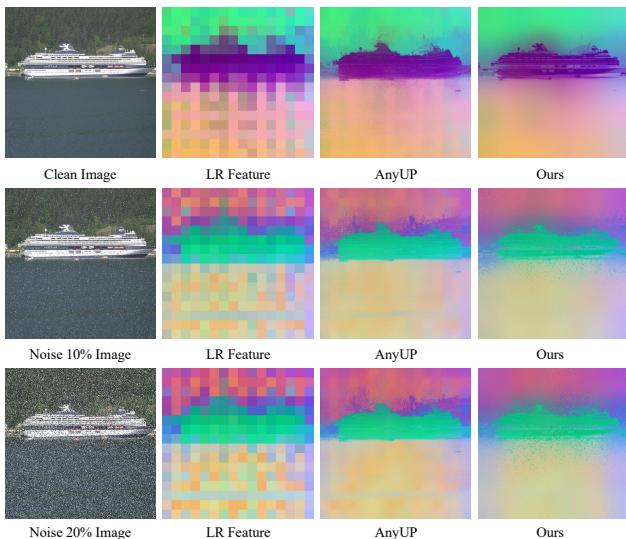 Clean Image LR Feature AnyUP Ours
Noise 10% Image LR Feature AnyUP Ours
Noise 20% Image LR Feature AnyUP Ours